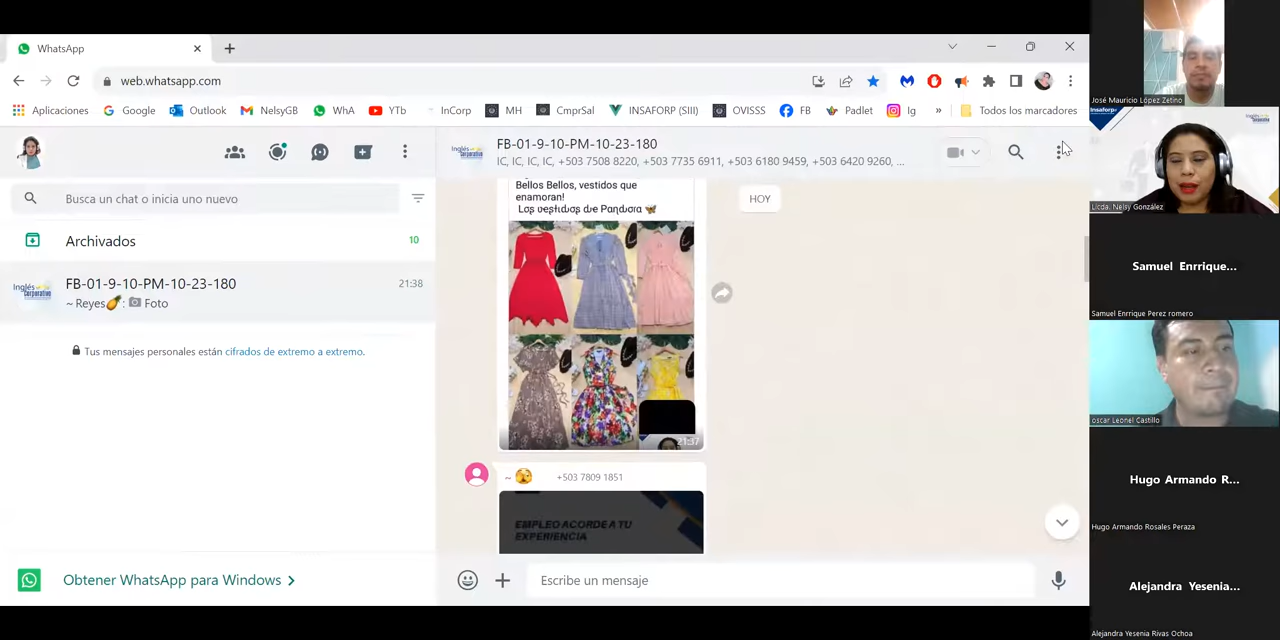 WhatsApp
web.whatsapp.com
Aplicaciones
Google
Outlook
NelsyGB
WhA
YTb
InCorp
MH
CmprSal
INSAFORP (SIII)
OVISSS
FB
Padlet
Ig
»
Todos los marcadores
FB-01-9-10-PM-10-23-180
IC, IC, IC, IC, +503 7508 8220, +503 7735 6911, +503 6180 9459, +503 6420 9260, ...
Busca un chat o inicia uno nuevo
Archivados
10
FB-01-9-10-PM-10-23-180
21:38
~ Reyes🍍: Foto
Tus mensajes personales están cifrados de extremo a extremo.
Obtener WhatsApp para Windows
HOY
Bellos Bellos, vestidos que
enamoran!
Los vestidos de Pandora 🦋
21:37
~ 🫣 +503 7809 1851
EMPLEO ACORDE A TU
EXPERIENCIA
Escribe un mensaje
José Mauricio López Zetino
Insaforp
Inglés
Corporativo
Licda. Nelsy González
Samuel Enrrique...
Samuel Enrrique Perez romero
oscar Leonel Castillo
Hugo Armando R...
Hugo Armando Rosales Peraza
Alejandra Yesenia...
Alejandra Yesenia Rivas Ochoa